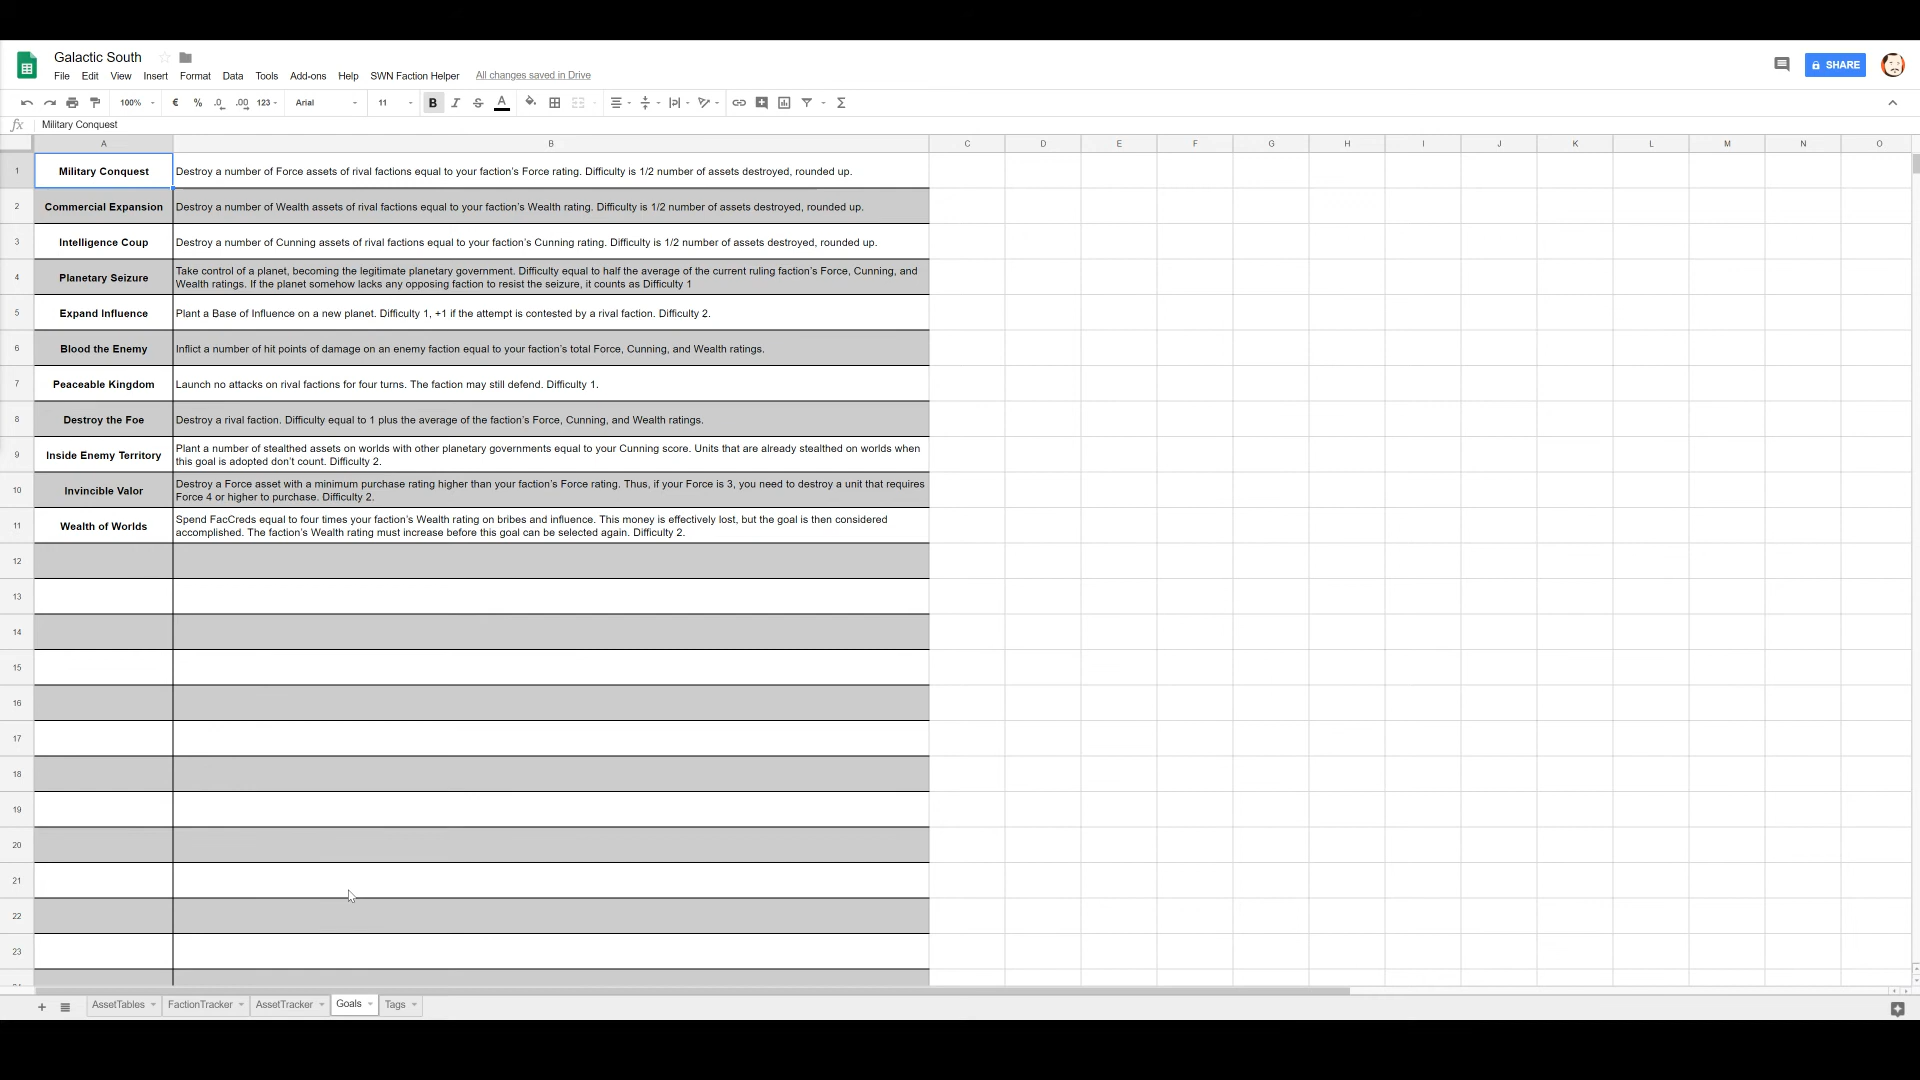 Galactic South
File Edit View Insert Format Data Tools Add-ons Help SWN Faction Helper All changes saved in Drive
SHARE
100% € % .0 .00 123 Arial 11 B I S A Σ
fx Military Conquest
A B C D E F G H I J K L M N O
1 Military Conquest Destroy a number of Force assets of rival factions equal to your faction's Force rating. Difficulty is 1/2 number of assets destroyed, rounded up.
2 Commercial Expansion Destroy a number of Wealth assets of rival factions equal to your faction's Wealth rating. Difficulty is 1/2 number of assets destroyed, rounded up.
3 Intelligence Coup Destroy a number of Cunning assets of rival factions equal to your faction's Cunning rating. Difficulty is 1/2 number of assets destroyed, rounded up.
4 Planetary Seizure Take control of a planet, becoming the legitimate planetary government. Difficulty equal to half the average of the current ruling faction's Force, Cunning, and
Wealth ratings. If the planet somehow lacks any opposing faction to resist the seizure, it counts as Difficulty 1
5 Expand Influence Plant a Base of Influence on a new planet. Difficulty 1, +1 if the attempt is contested by a rival faction. Difficulty 2.
6 Blood the Enemy Inflict a number of hit points of damage on an enemy faction equal to your faction's total Force, Cunning, and Wealth ratings.
7 Peaceable Kingdom Launch no attacks on rival factions for four turns. The faction may still defend. Difficulty 1.
8 Destroy the Foe Destroy a rival faction. Difficulty equal to 1 plus the average of the faction's Force, Cunning, and Wealth ratings.
9 Inside Enemy Territory Plant a number of stealthed assets on worlds with other planetary governments equal to your Cunning score. Units that are already stealthed on worlds when
this goal is adopted don't count. Difficulty 2.
10 Invincible Valor Destroy a Force asset with a minimum purchase rating higher than your faction's Force rating. Thus, if your Force is 3, you need to destroy a unit that requires
Force 4 or higher to purchase. Difficulty 2.
11 Wealth of Worlds Spend FacCreds equal to four times your faction's Wealth rating on bribes and influence. This money is effectively lost, but the goal is then considered
accomplished. The faction's Wealth rating must increase before this goal can be selected again. Difficulty 2.
12
13
14
15
16
17
18
19
20
21
22
23
AssetTables FactionTracker AssetTracker Goals Tags